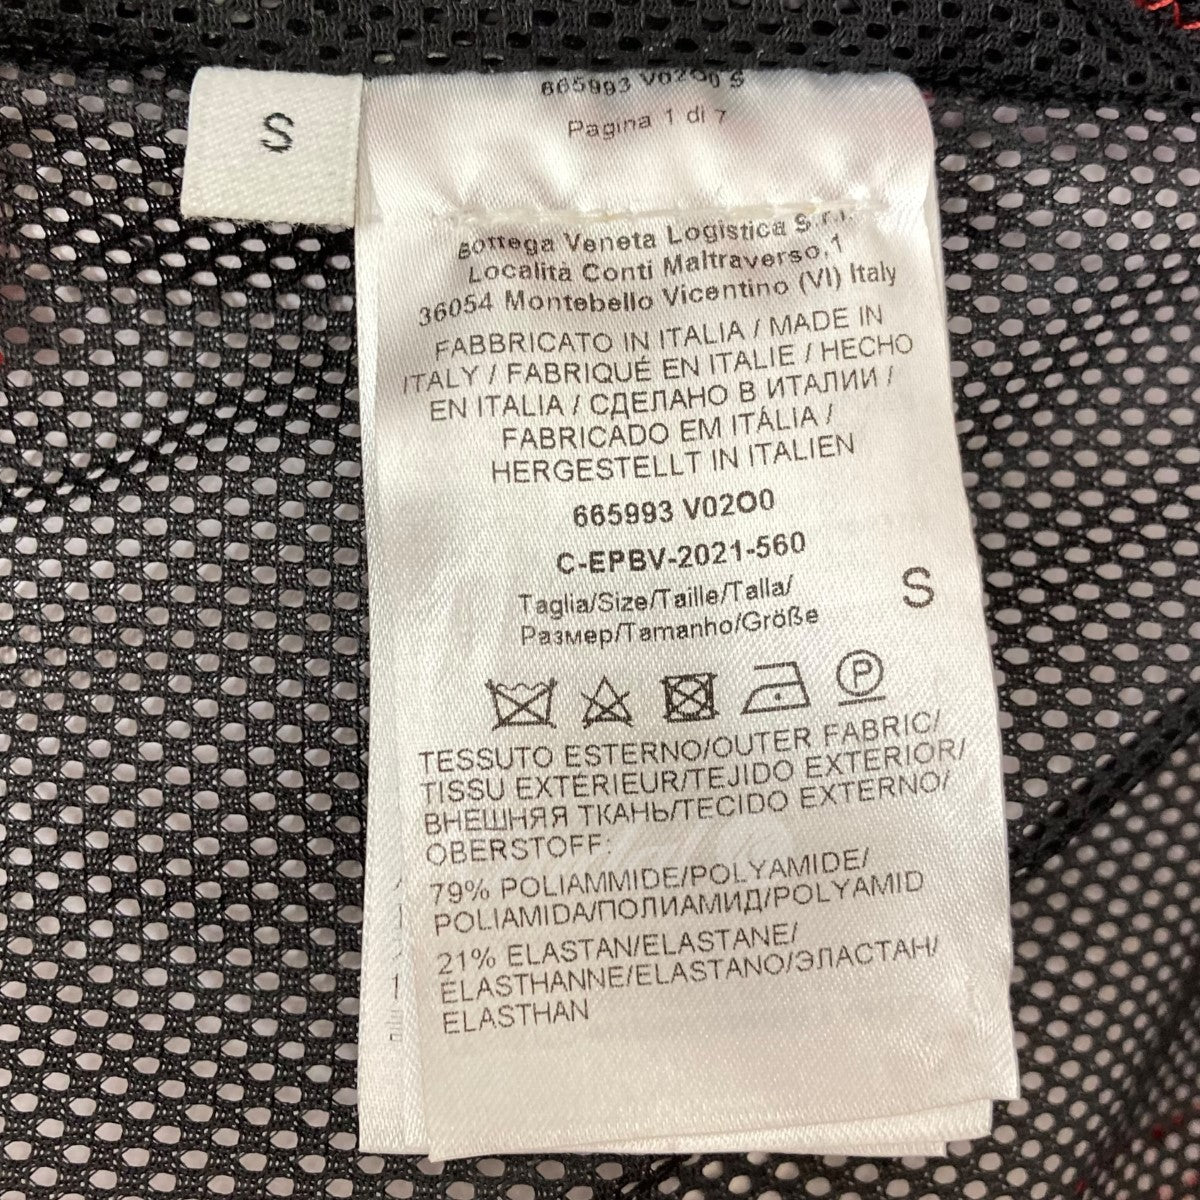 S
665993 V02O0 S
Pagina 1 di 7
Bottega Veneta Logistica S.r.l.
Località Conti Maltraverso,1
36054 Montebello Vicentino (VI) Italy
FABBRICATO IN ITALIA / MADE IN
ITALY / FABRIQUÉ EN ITALIE / HECHO
EN ITALIA / СДЕЛАНО В ИТАЛИИ /
FABRICADO EM ITÁLIA /
HERGESTELLT IN ITALIEN
665993 V02O0
C-EPBV-2021-560
Taglia/Size/Taille/Talla/
Размер/Tamanho/Größe
S
P
TESSUTO ESTERNO/OUTER FABRIC/
TISSU EXTÉRIEUR/TEJIDO EXTERIOR/
ВНЕШНЯЯ ТКАНЬ/TECIDO EXTERNO/
OBERSTOFF:
79% POLIAMMIDE/POLYAMIDE/
POLIAMIDA/ПОЛИАМИД/POLYAMID
21% ELASTAN/ELASTANE/
ÉLASTHANNE/ELASTANO/ЭЛАСТАН/
ELASTHAN